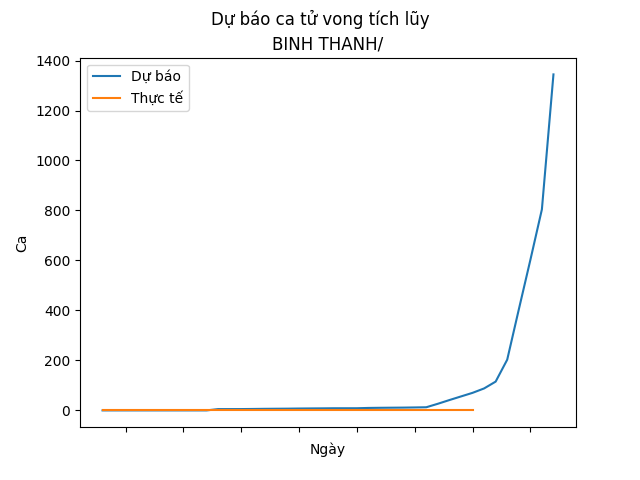 Dự báo ca tử vong tích lũy
BINH THANH/
Dự báo
Thực tế
1400
1200
1000
800
600
400
200
0
Ca
Ngày